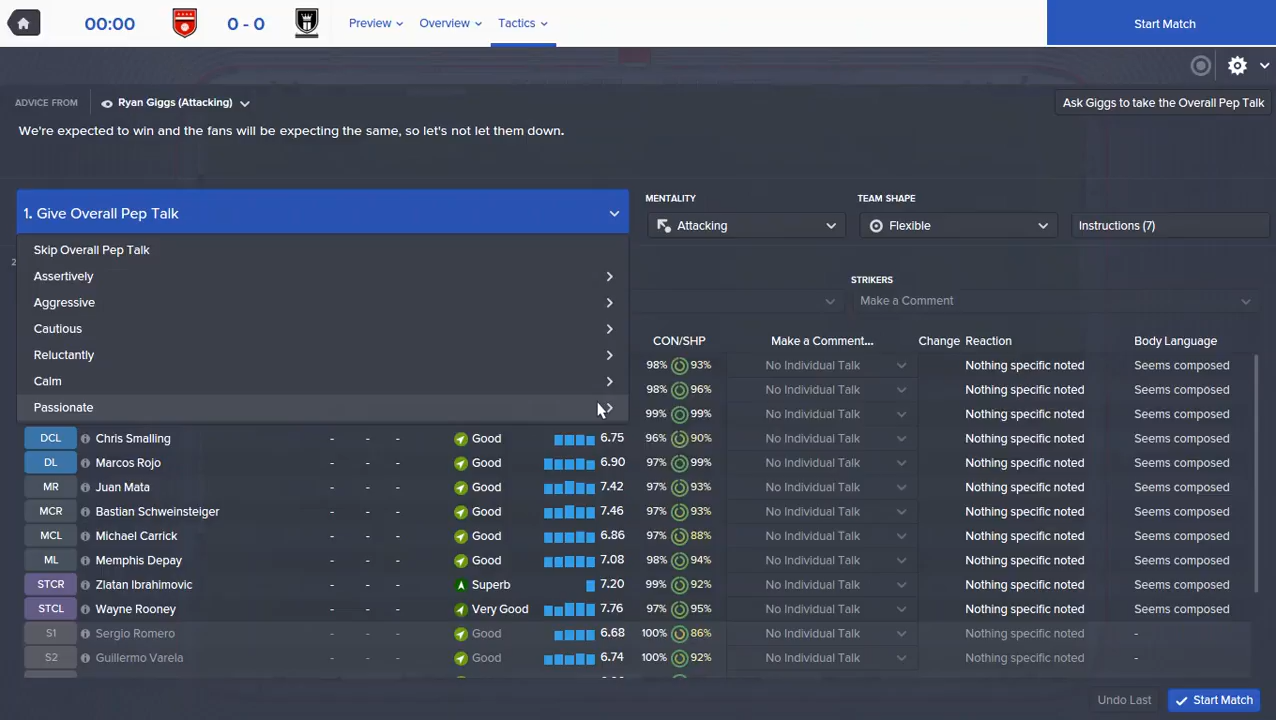 00:00
0 - 0
Preview
Overview
Tactics
Start Match
ADVICE FROM
Ryan Giggs (Attacking)
Ask Giggs to take the Overall Pep Talk
We're expected to win and the fans will be expecting the same, so let's not let them down.
1. Give Overall Pep Talk
MENTALITY
Attacking
TEAM SHAPE
Flexible
Instructions (7)
Skip Overall Pep Talk
Assertively
Aggressive
Cautious
Reluctantly
Calm
Passionate
2
STRIKERS
Make a Comment
CON/SHP Make a Comment... Change Reaction Body Language
98% 93% No Individual Talk Nothing specific noted Seems composed
98% 96% No Individual Talk Nothing specific noted Seems composed
99% 99% No Individual Talk Nothing specific noted Seems composed
DCL Chris Smalling - - - Good 6.75 96% 90% No Individual Talk Nothing specific noted Seems composed
DL Marcos Rojo - - - Good 6.90 97% 99% No Individual Talk Nothing specific noted Seems composed
MR Juan Mata - - - Good 7.42 97% 93% No Individual Talk Nothing specific noted Seems composed
MCR Bastian Schweinsteiger - - - Good 7.46 97% 93% No Individual Talk Nothing specific noted Seems composed
MCL Michael Carrick - - - Good 6.86 97% 88% No Individual Talk Nothing specific noted Seems composed
ML Memphis Depay - - - Good 7.08 98% 94% No Individual Talk Nothing specific noted Seems composed
STCR Zlatan Ibrahimovic - - - Superb 7.20 99% 92% No Individual Talk Nothing specific noted Seems composed
STCL Wayne Rooney - - - Very Good 7.76 97% 95% No Individual Talk Nothing specific noted Seems composed
S1 Sergio Romero Good 6.68 100% 86% No Individual Talk Nothing specific noted -
S2 Guillermo Varela Good 6.74 100% 92% No Individual Talk Nothing specific noted -
Undo Last
Start Match